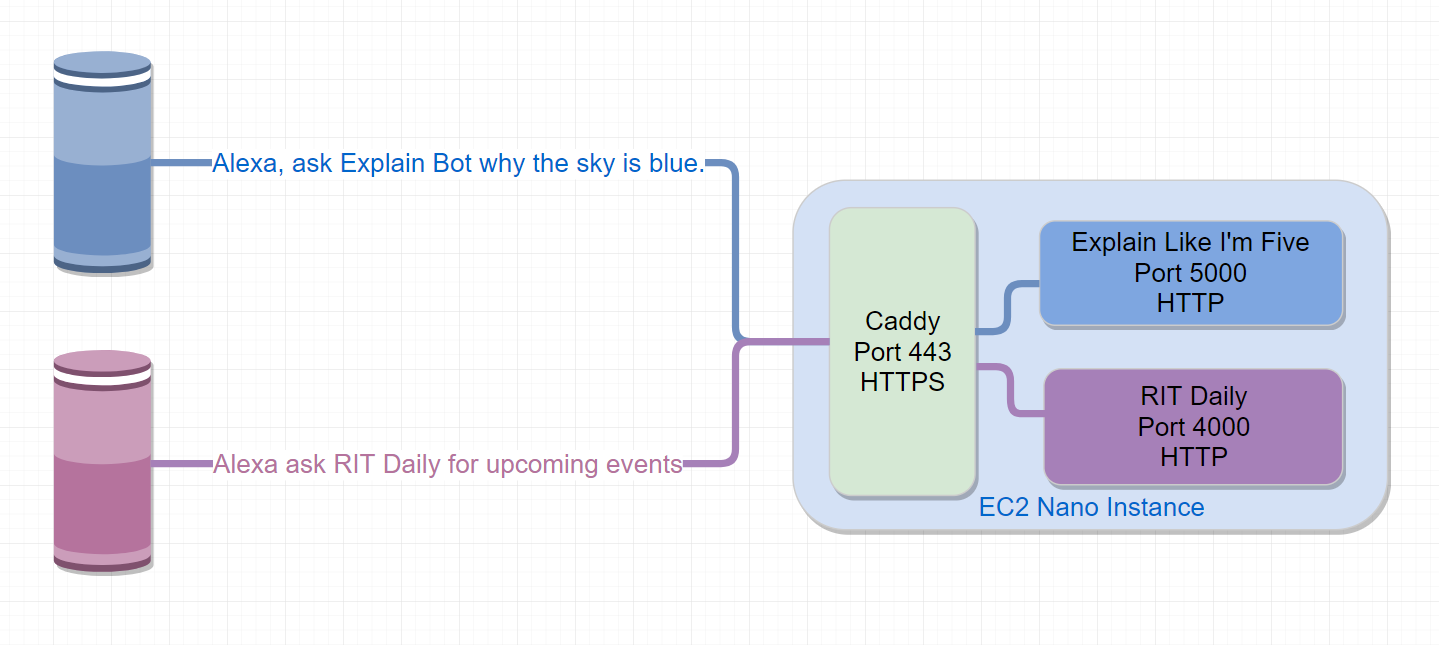 Alexa, ask Explain Bot why the sky is blue.
Alexa ask RIT Daily for upcoming events
Caddy
Port 443
HTTPS
Explain Like I'm Five
Port 5000
HTTP
RIT Daily
Port 4000
HTTP
EC2 Nano Instance